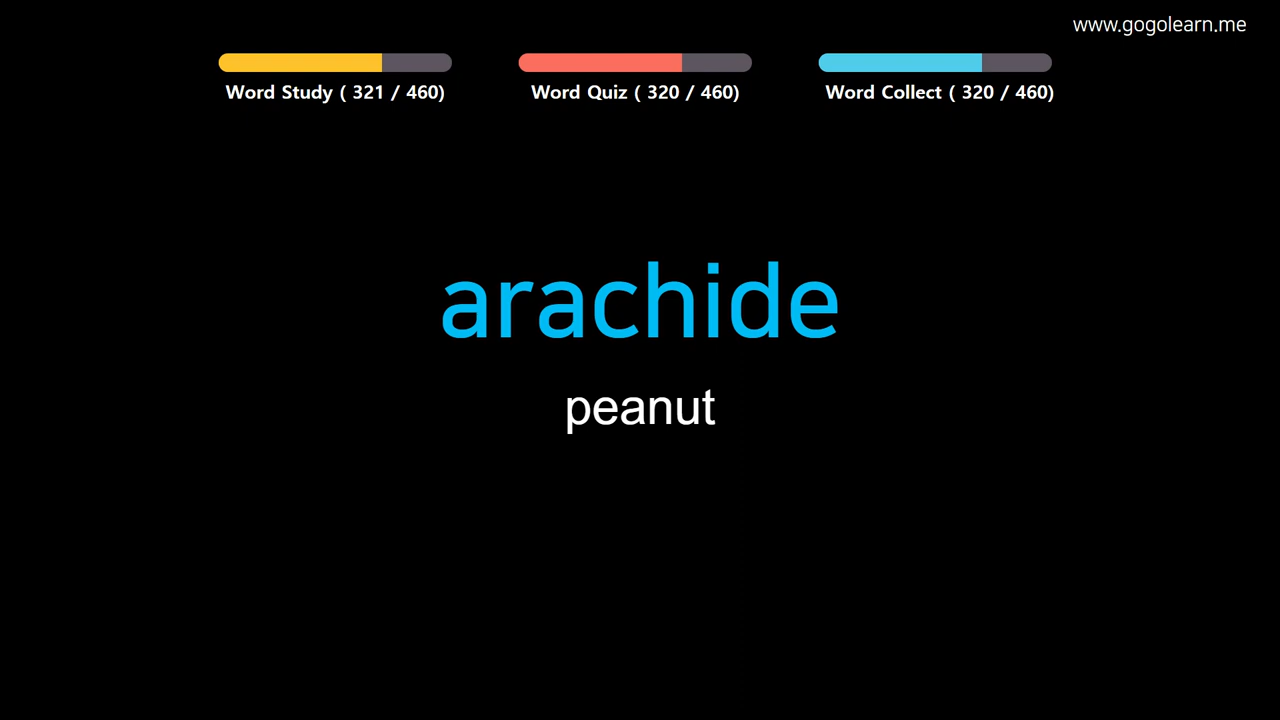 www.gogolearn.me
Word Study ( 321 / 460)
Word Quiz ( 320 / 460)
Word Collect ( 320 / 460)
arachide
peanut